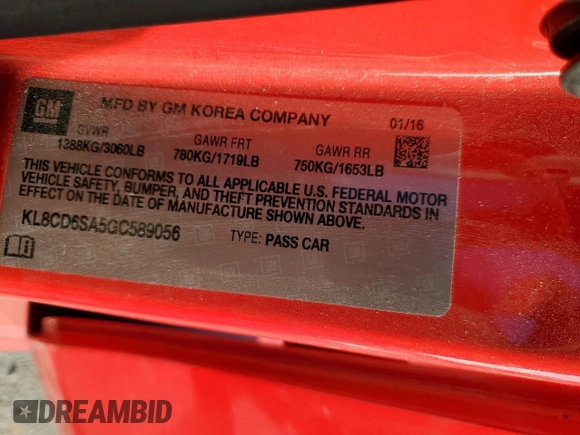 GM
MFD BY GM KOREA COMPANY
01/16
GVWR
GAWR FRT
GAWR RR
1388KG/3060LB
780KG/1719LB
750KG/1653LB
THIS VEHICLE CONFORMS TO ALL APPLICABLE U.S. FEDERAL MOTOR
VEHICLE SAFETY, BUMPER, AND THEFT PREVENTION STANDARDS IN
EFFECT ON THE DATE OF MANUFACTURE SHOWN ABOVE.
KL8CD6SA5GC589056
TYPE: PASS CAR
DREAMBID